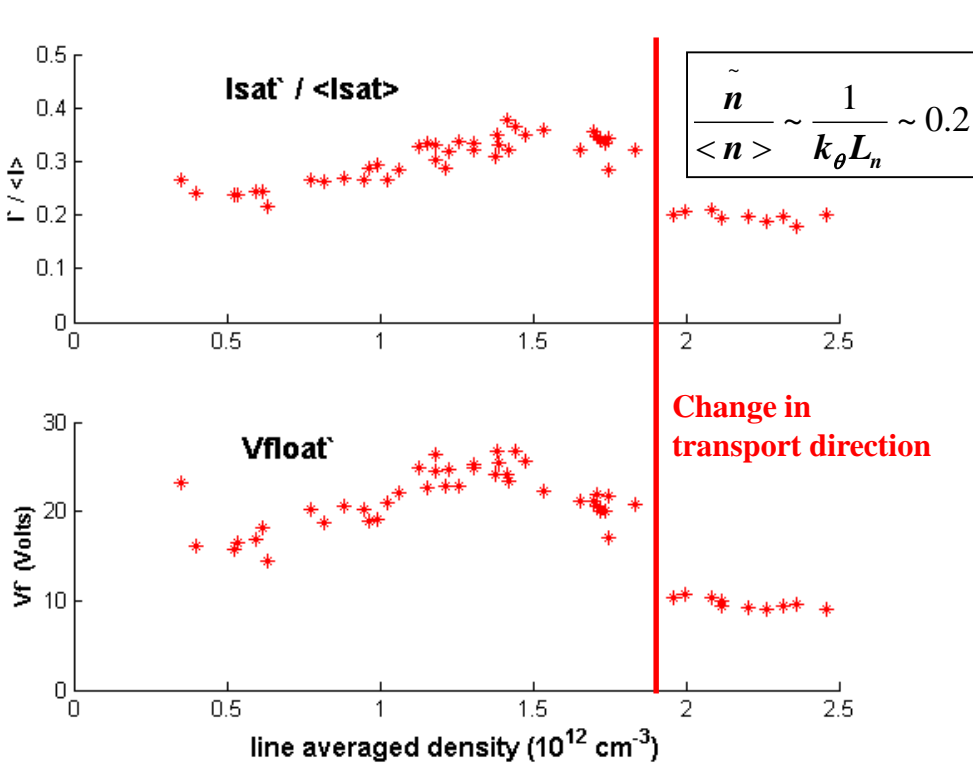 Isat` / <Isat>
I` / <I>
0.5
0.4
0.3
0.2
0.1
0
0 0.5 1 1.5 2 2.5
ñ / < n > ~ 1 / k_θ L_n ~ 0.2
Change in
transport direction
Vfloat`
Vf` (Volts)
30
20
10
0
0 0.5 1 1.5 2 2.5
line averaged density (10^12 cm^-3)